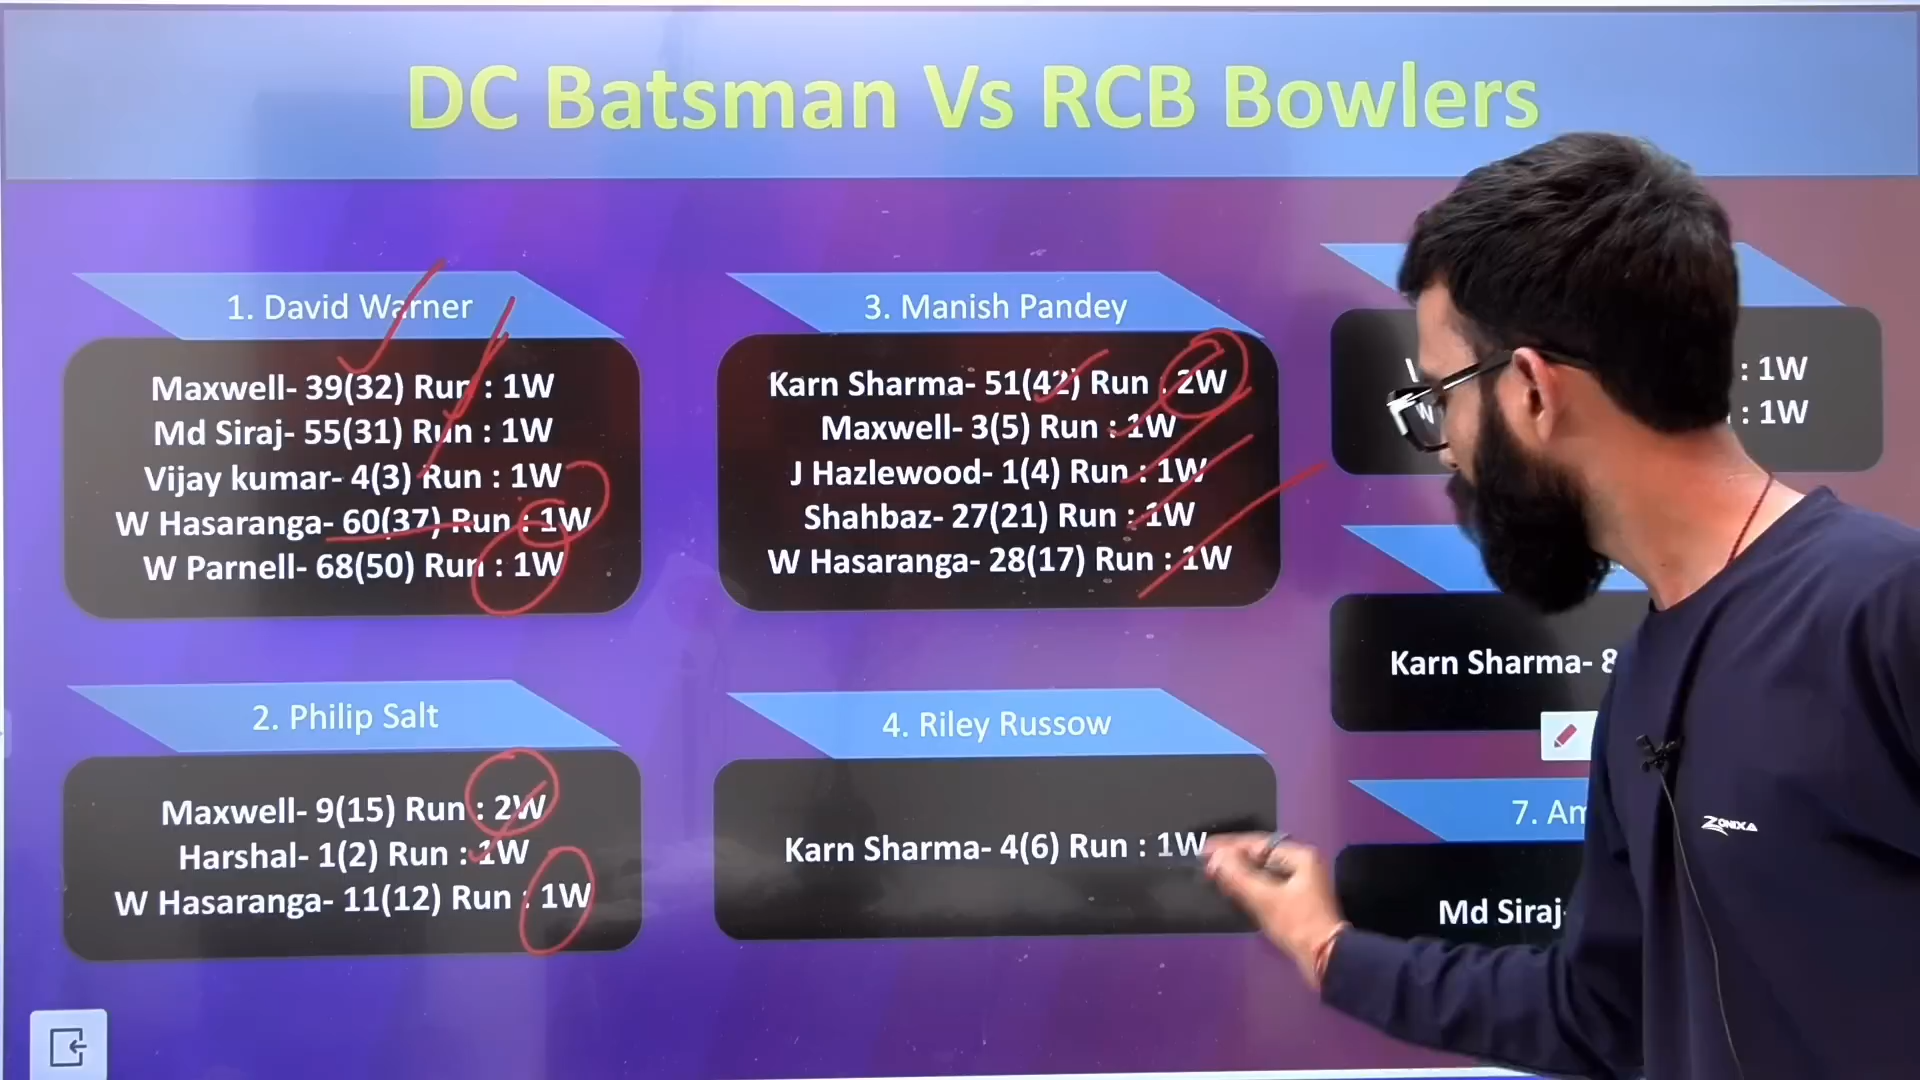 DC Batsman Vs RCB Bowlers
1. David Warner
Maxwell- 39(32) Run : 1W
Md Siraj- 55(31) Run : 1W
Vijay kumar- 4(3) Run : 1W
W Hasaranga- 60(37) Run : 1W
W Parnell- 68(50) Run : 1W
2. Philip Salt
Maxwell- 9(15) Run : 2W
Harshal- 1(2) Run : 1W
W Hasaranga- 11(12) Run : 1W
3. Manish Pandey
Karn Sharma- 51(42) Run : 2W
Maxwell- 3(5) Run : 1W
J Hazlewood- 1(4) Run : 1W
Shahbaz- 27(21) Run : 1W
W Hasaranga- 28(17) Run : 1W
4. Riley Russow
Karn Sharma- 4(6) Run : 1W
: 1W
: 1W
Karn Sharma- 8
7. Am
Md Siraj-
ZONIXA